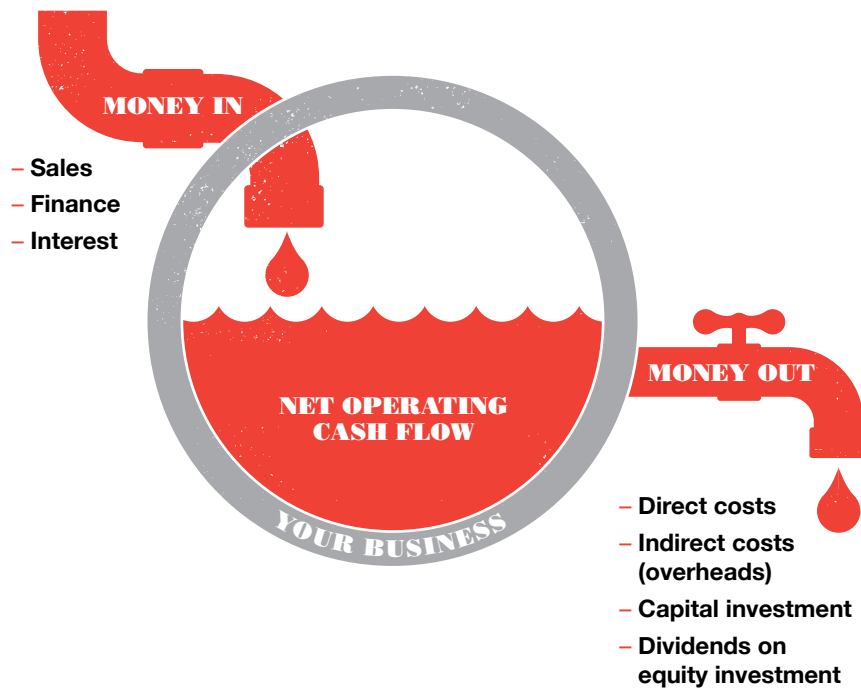 MONEY IN
– Sales
– Finance
– Interest
NET OPERATING
CASH FLOW
YOUR BUSINESS
MONEY OUT
– Direct costs
– Indirect costs
(overheads)
– Capital investment
– Dividends on
equity investment